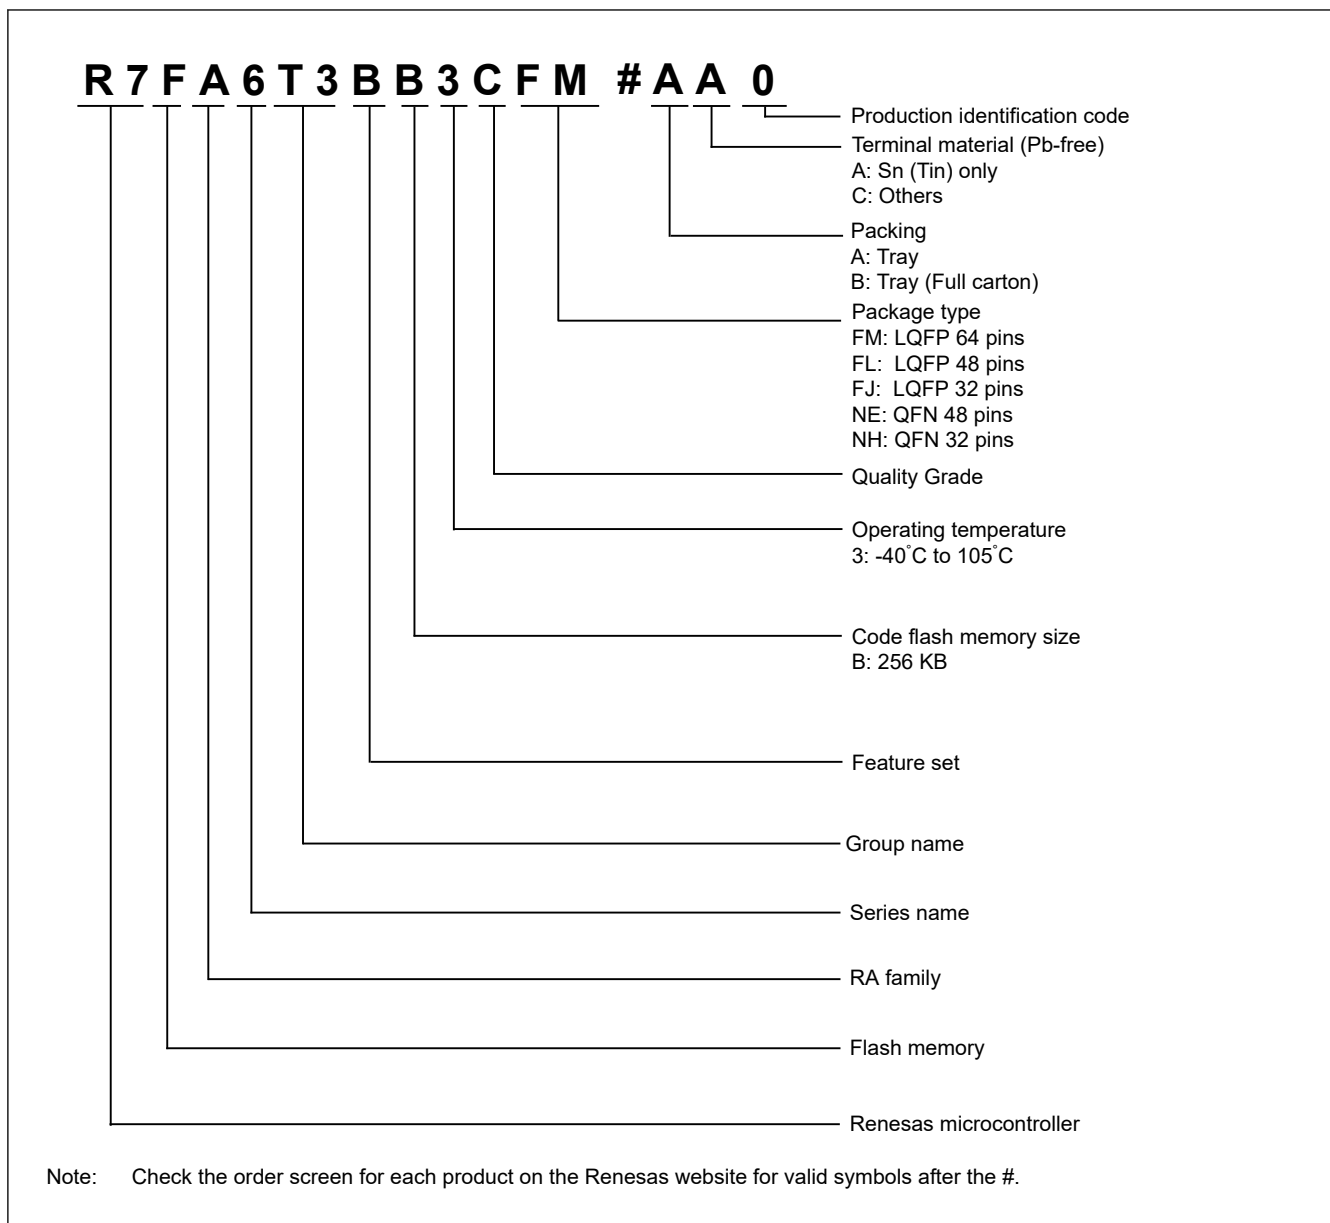 R7FA6T3BB3CFM #AA0
Production identification code
Terminal material (Pb-free)
A: Sn (Tin) only
C: Others
Packing
A: Tray
B: Tray (Full carton)
Package type
FM: LQFP 64 pins
FL: LQFP 48 pins
FJ: LQFP 32 pins
NE: QFN 48 pins
NH: QFN 32 pins
Quality Grade
Operating temperature
3: -40°C to 105°C
Code flash memory size
B: 256 KB
Feature set
Group name
Series name
RA family
Flash memory
Renesas microcontroller
Note: Check the order screen for each product on the Renesas website for valid symbols after the #.